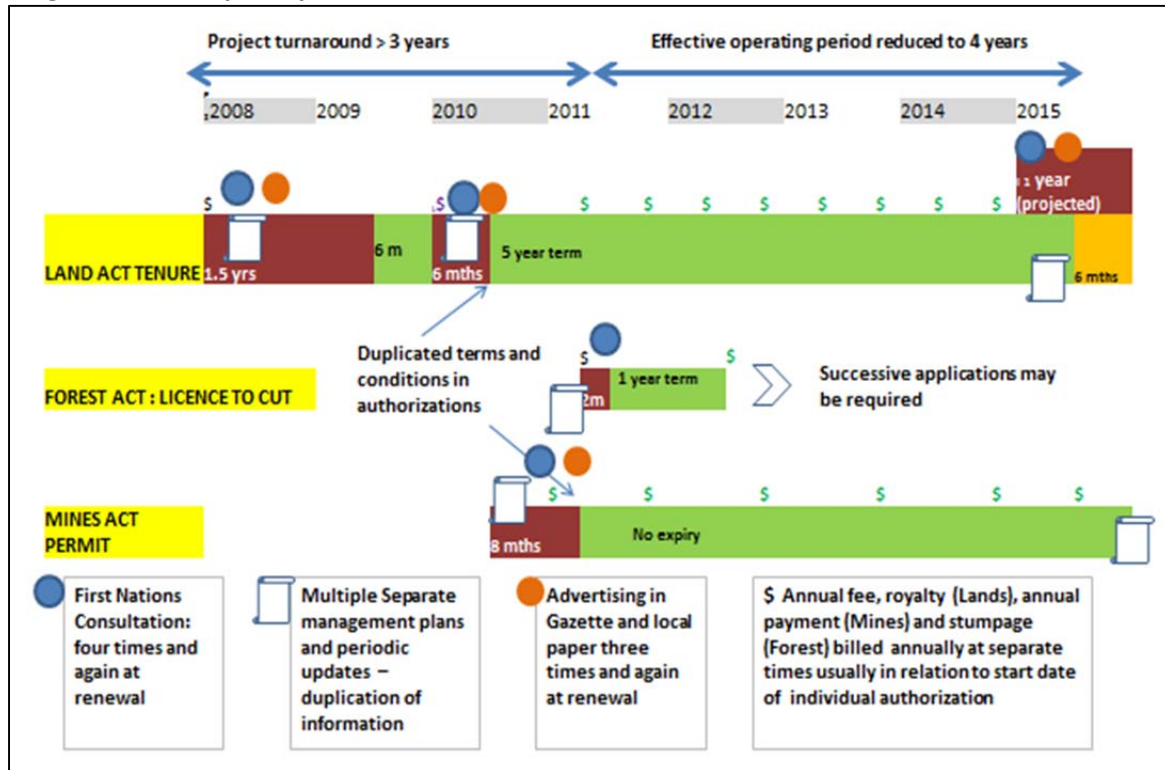 Project turnaround > 3 years
Effective operating period reduced to 4 years
2008 2009 2010 2011 2012 2013 2014 2015
$ $ $ $ $ $ $ $ $ $
1 year
(projected)
LAND ACT TENURE
1.5 yrs
6 m
6 mths
5 year term
6 mths
Duplicated terms and
conditions in
authorizations
$ $
FOREST ACT : LICENCE TO CUT
2m
1 year term
Successive applications may
be required
$ $ $ $ $ $
MINES ACT
PERMIT
8 mths
No expiry
First Nations
Consultation:
four times and
again at
renewal
Multiple Separate
management plans
and periodic
updates –
duplication of
information
Advertising in
Gazette and local
paper three
times and again
at renewal
$ Annual fee, royalty (Lands), annual
payment (Mines) and stumpage
(Forest) billed annually at separate
times usually in relation to start date
of individual authorization